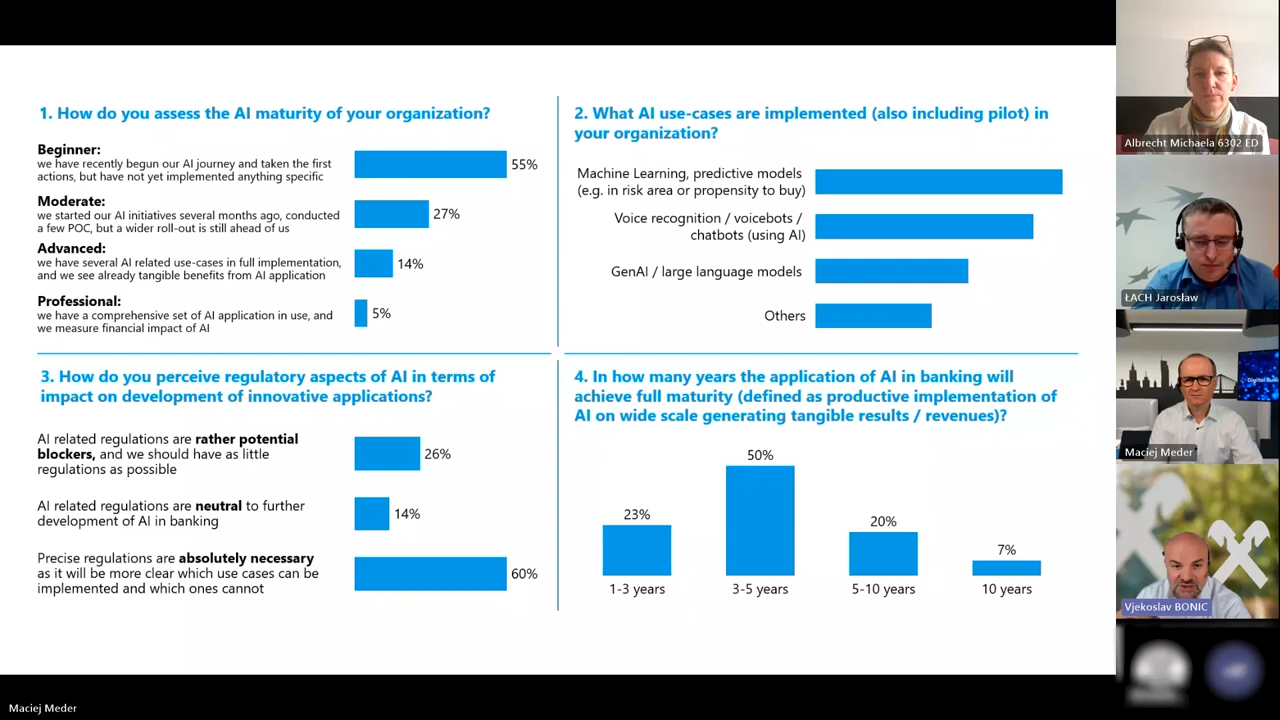 1. How do you assess the AI maturity of your organization?
Beginner:
we have recently begun our AI journey and taken the first
actions, but have not yet implemented anything specific
55%
Moderate:
we started our AI initiatives several months ago, conducted
a few POC, but a wider roll-out is still ahead of us
27%
Advanced:
we have several AI related use-cases in full implementation,
and we see already tangible benefits from AI application
14%
Professional:
we have a comprehensive set of AI application in use, and
we measure financial impact of AI
5%
2. What AI use-cases are implemented (also including pilot) in
your organization?
Machine Learning, predictive models
(e.g. in risk area or propensity to buy)
Voice recognition / voicebots /
chatbots (using AI)
GenAI / large language models
Others
3. How do you perceive regulatory aspects of AI in terms of
impact on development of innovative applications?
AI related regulations are rather potential
blockers, and we should have as little
regulations as possible
26%
AI related regulations are neutral to further
development of AI in banking
14%
Precise regulations are absolutely necessary
as it will be more clear which use cases can be
implemented and which ones cannot
60%
4. In how many years the application of AI in banking will
achieve full maturity (defined as productive implementation of
AI on wide scale generating tangible results / revenues)?
23%
50%
20%
7%
1-3 years
3-5 years
5-10 years
10 years
Albrecht Michaela 6302 ED
ŁACH Jarosław
Maciej Meder
Vjekoslav BONIC
Maciej Meder